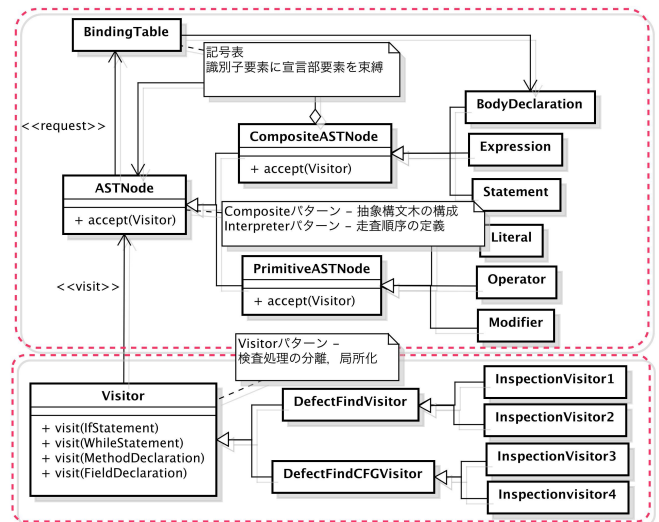 BindingTable
記号表
識別子要素に宣言部要素を束縛
BodyDeclaration
<<request>>
CompositeASTNode
+ accept(Visitor)
Expression
ASTNode
+ accept(Visitor)
Statement
Compositeパターン – 抽象構文木の構成
Interpreterパターン – 走査順序の定義
Literal
PrimitiveASTNode
+ accept(Visitor)
Operator
<<visit>>
Modifier
Visitorパターン –
検査処理の分離，局所化
Visitor
+ visit(IfStatement)
+ visit(WhileStatement)
+ visit(MethodDeclaration)
+ visit(FieldDeclaration)
DefectFindVisitor
InspectionVisitor1
InspectionVisitor2
DefectFindCFGVisitor
InspectionVisitor3
Inspectionvisitor4